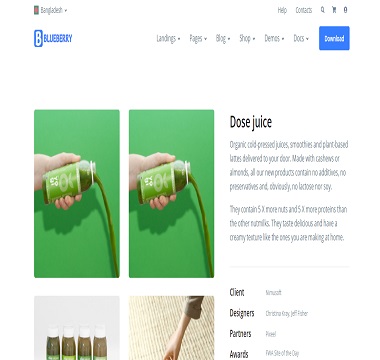 Bangladesh
Help Contacts
BLUEBERRY
Landings Pages Blog Shop Demos Docs Download
Dose juice
Organic cold-pressed juices, smoothies and plant based
lattes delivered to your door. Made with cashews or
almonds, all our new products contain no additives, no
preservatives and, obviously, no lactose nor soy.
They contain 5 X more nuts and 5 X more proteins than
the other nutmilks. They taste delicious and have a
creamy texture like the ones you are making at home.
Client
Designers Christina Kray, Jeff Fisher
Partners
Awards FWA Site of the Day